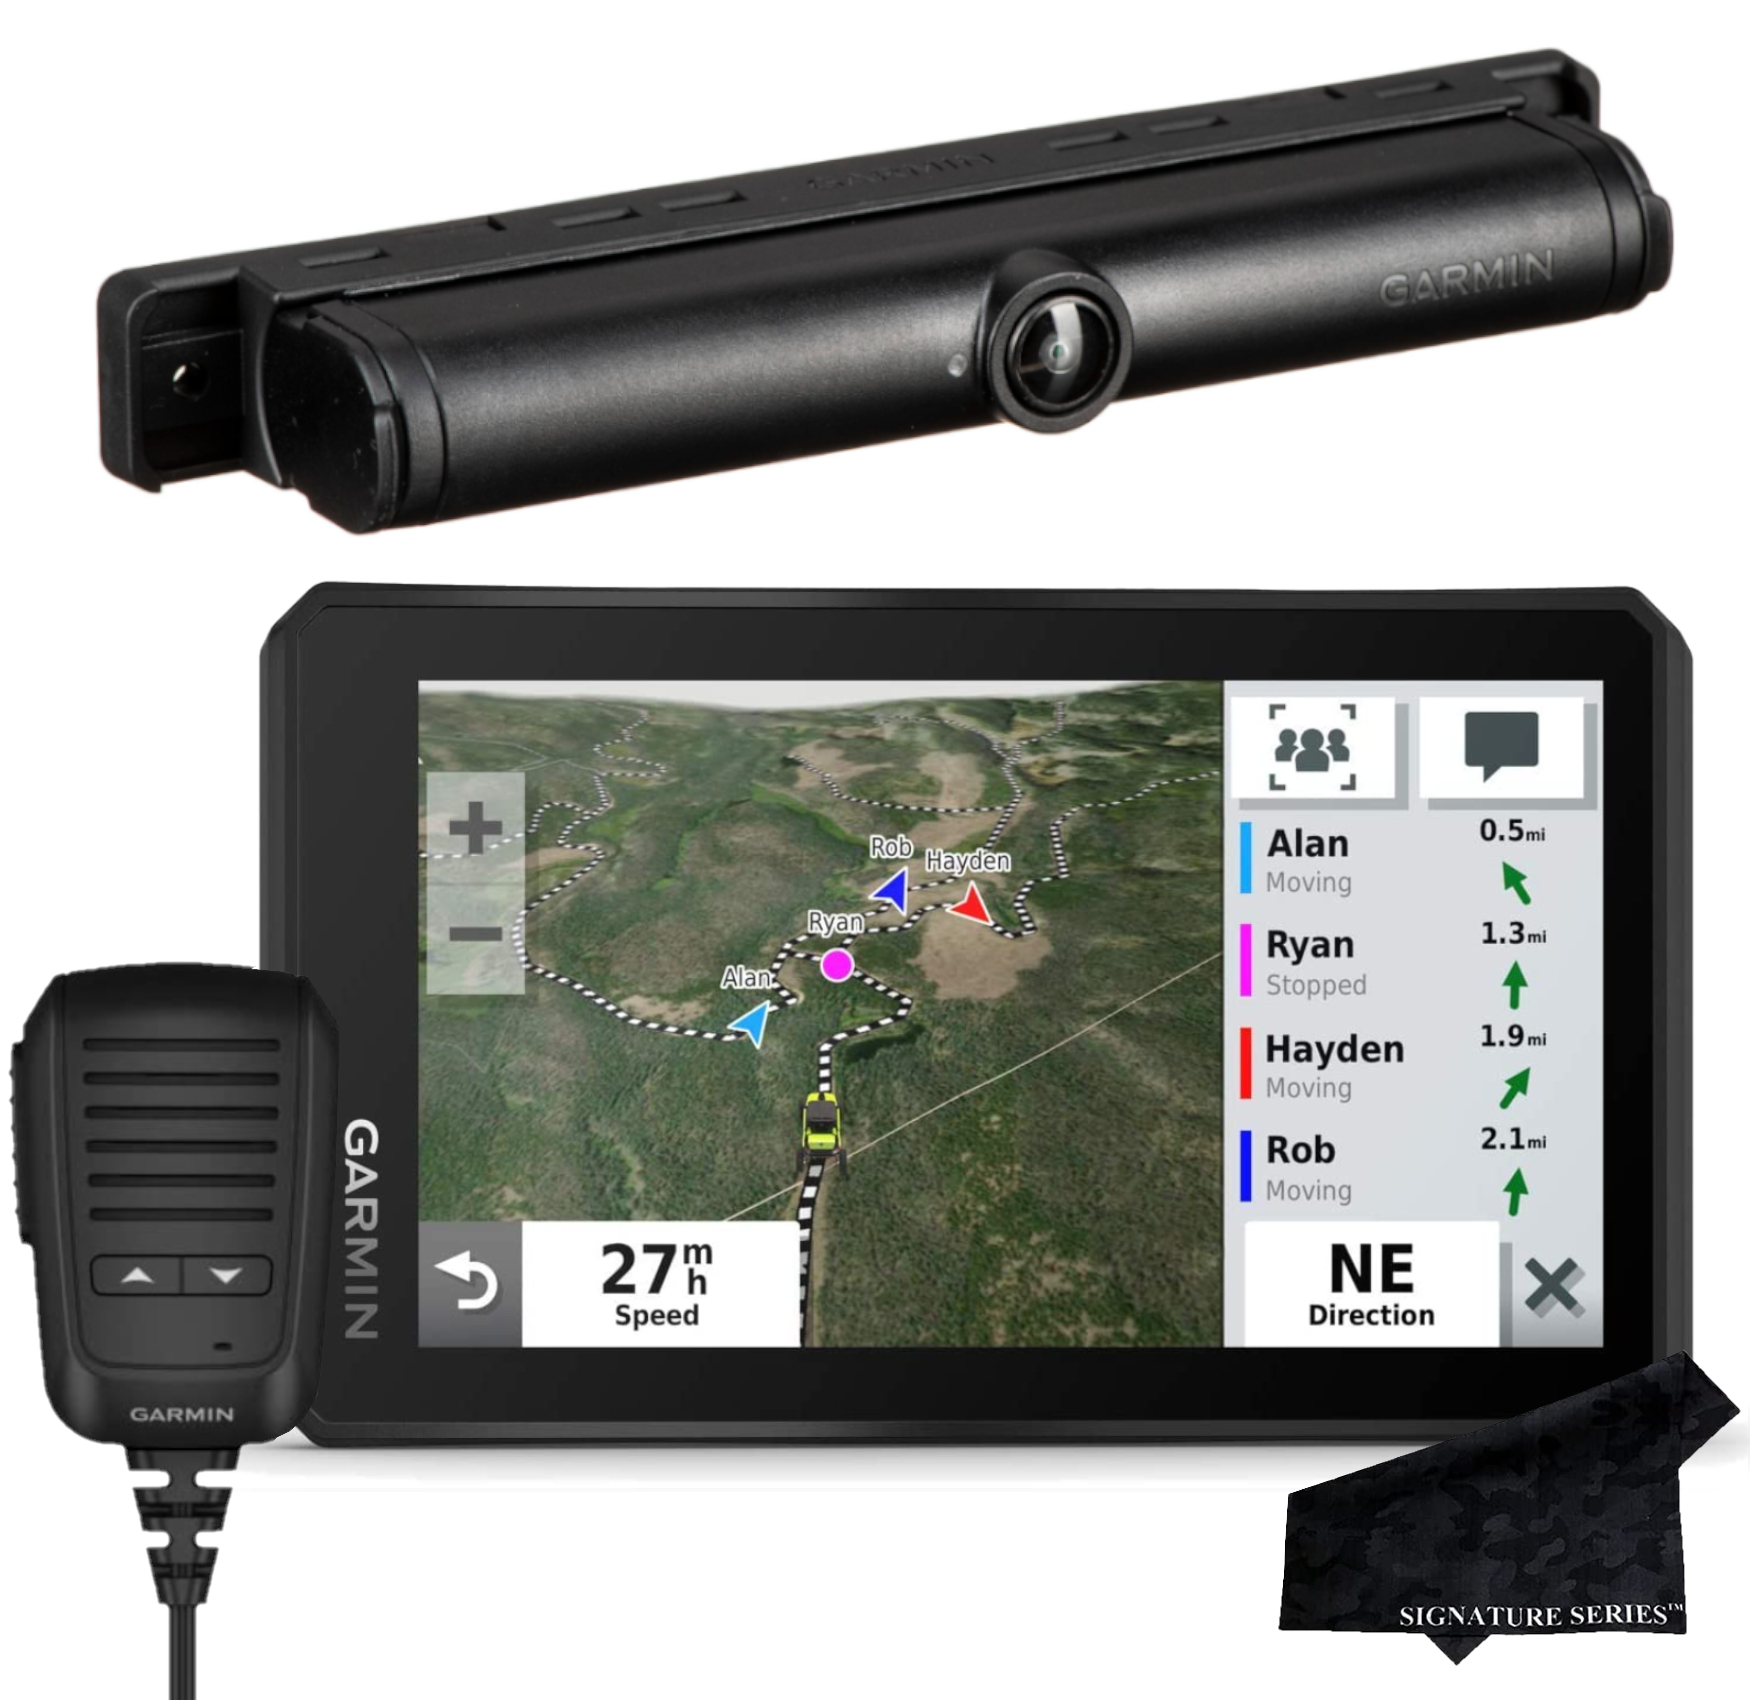 GARMIN
GARMIN
Rob
Hayden
Ryan
Alan
Alan
Moving
0.5mi
Ryan
Stopped
1.3mi
Hayden
Moving
1.9mi
Rob
Moving
2.1mi
27 mh
Speed
NE
Direction
GARMIN
GARMIN
SIGNATURE SERIES™